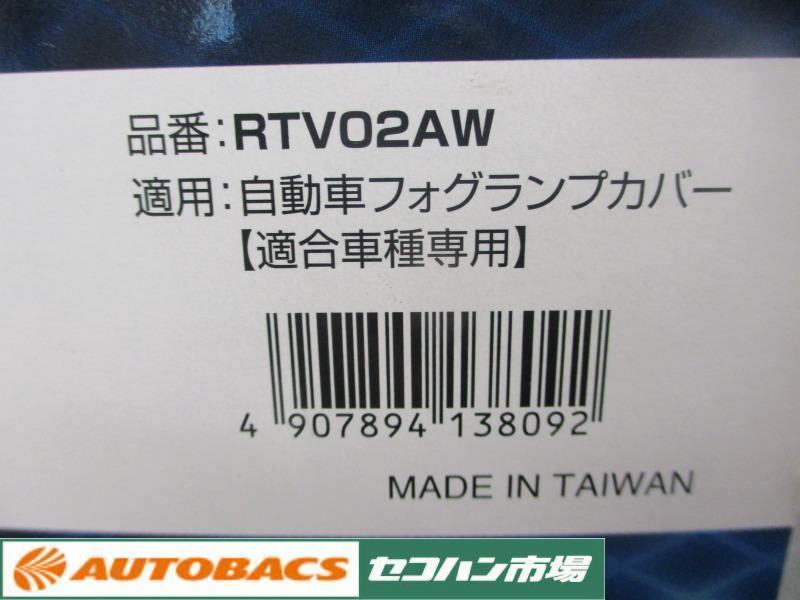 品番:RTV02AW
適用:自動車フォグランプカバー
【適合車種専用】
4 907894 138092
MADE IN TAIWAN
AUTOBACS セコハン市場